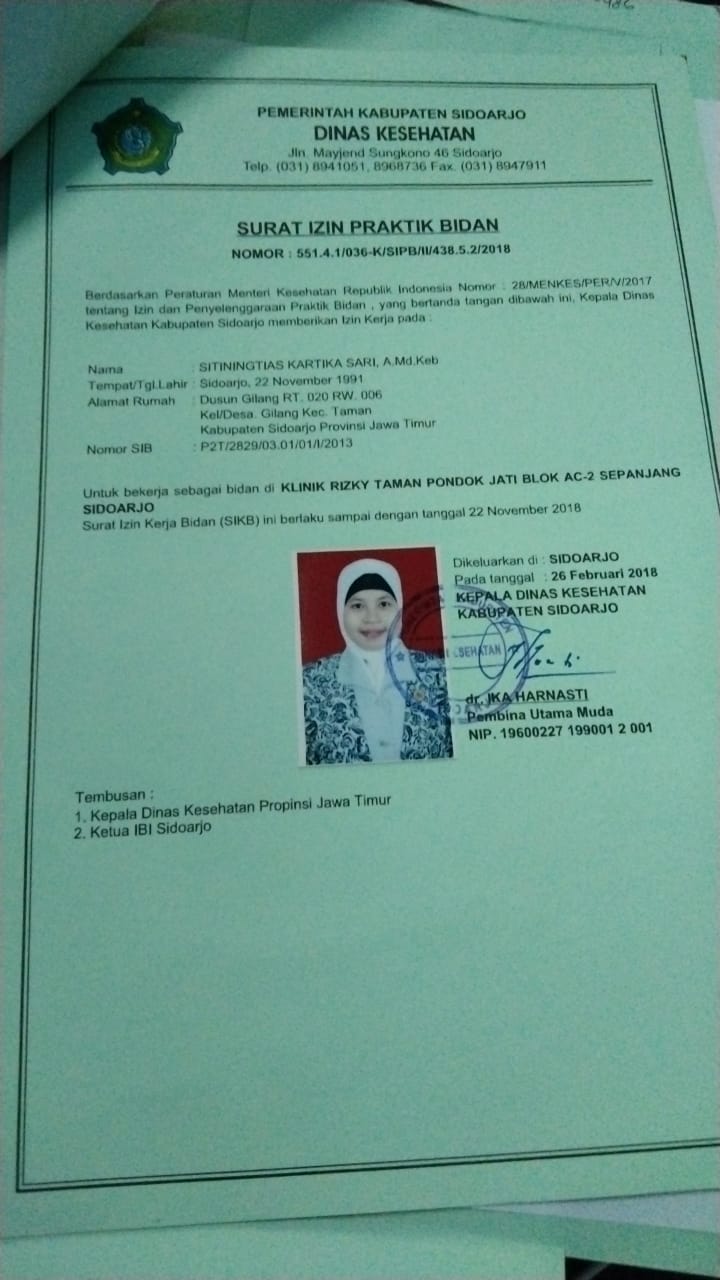 PEMERINTAH KABUPATEN SIDOARJO
DINAS KESEHATAN
Jln. Mayjend Sungkono 46 Sidoarjo
Telp. (031) 8941051, 8968736 Fax. (031) 8947911
SURAT IZIN PRAKTIK BIDAN
NOMOR : 551.4.1/036-K/SIPB/II/438.5.2/2018
Berdasarkan Peraturan Menteri Kesehatan Republik Indonesia Nomor : 28/MENKES/PER/V/2017
tentang Izin dan Penyelenggaraan Praktik Bidan , yang bertanda tangan dibawah ini, Kepala Dinas
Kesehatan Kabupaten Sidoarjo memberikan Izin Kerja pada :
Nama : SITININGTIAS KARTIKA SARI, A.Md.Keb
Tempat/Tgl.Lahir : Sidoarjo, 22 November 1991
Alamat Rumah : Dusun Gilang RT. 020 RW. 006
Kel/Desa. Gilang Kec. Taman
Kabupaten Sidoarjo Provinsi Jawa Timur
Nomor SIB : P2T/2829/03.01/01/I/2013
Untuk bekerja sebagai bidan di KLINIK RIZKY TAMAN PONDOK JATI BLOK AC-2 SEPANJANG
SIDOARJO
Surat Izin Kerja Bidan (SIKB) ini berlaku sampai dengan tanggal 22 November 2018
Dikeluarkan di : SIDOARJO
Pada tanggal : 26 Februari 2018
KEPALA DINAS KESEHATAN
KABUPATEN SIDOARJO
dr. IKA HARNASTI
Pembina Utama Muda
NIP. 19600227 199001 2 001
Tembusan :
1. Kepala Dinas Kesehatan Propinsi Jawa Timur
2. Ketua IBI Sidoarjo